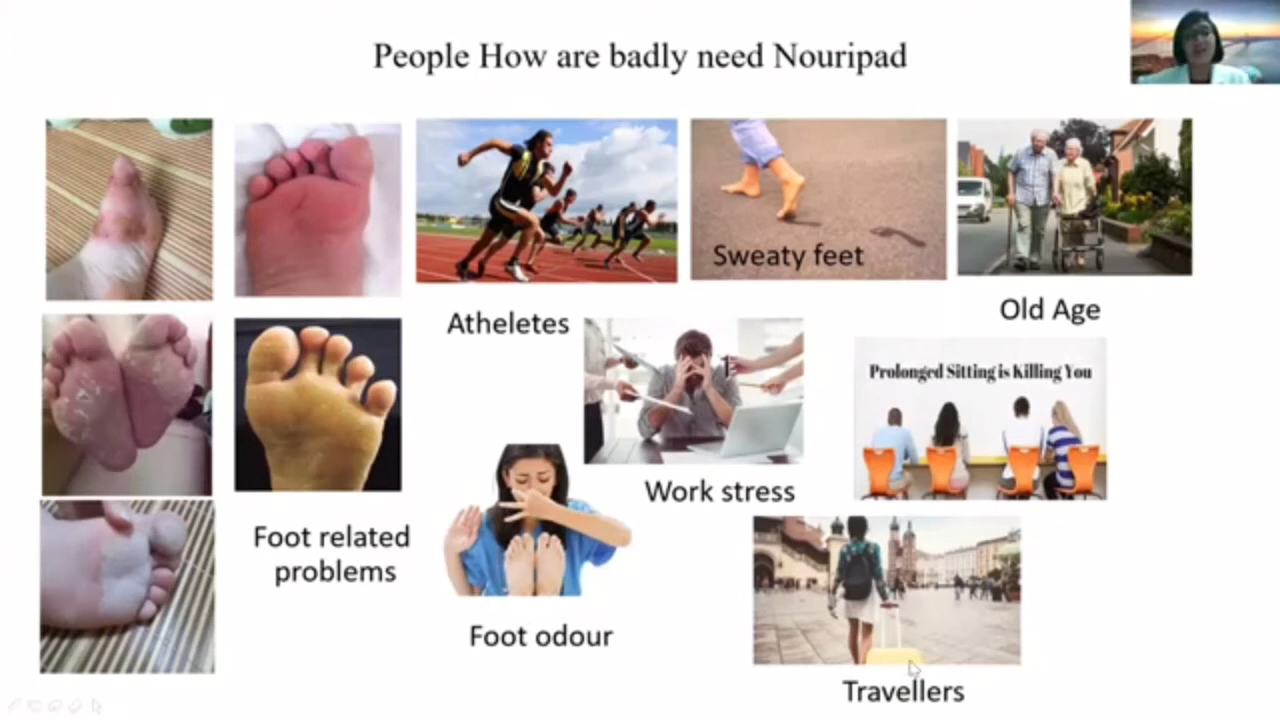 People How are badly need Nouripad
Sweaty feet
Atheletes
Old Age
Prolonged Sitting is Killing You
Work stress
Foot related
problems
Foot odour
Travellers